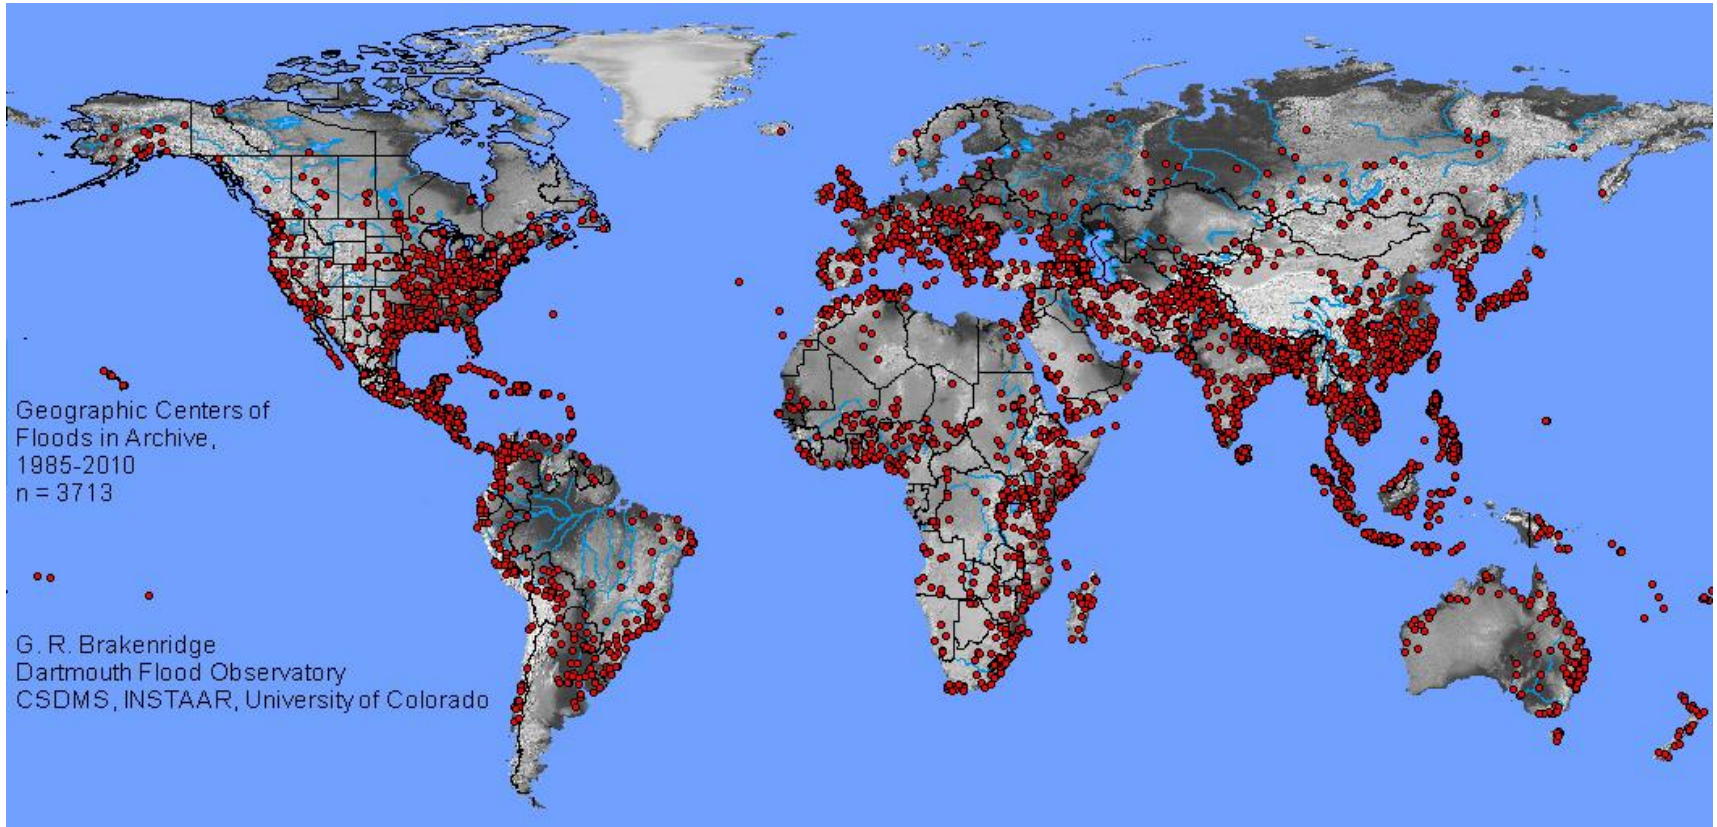 Geographic Centers of
Floods in Archive,
1985-2010
n = 3713
G. R. Brakenridge
Dartmouth Flood Observatory
CSDMS, INSTAAR, University of Colorado